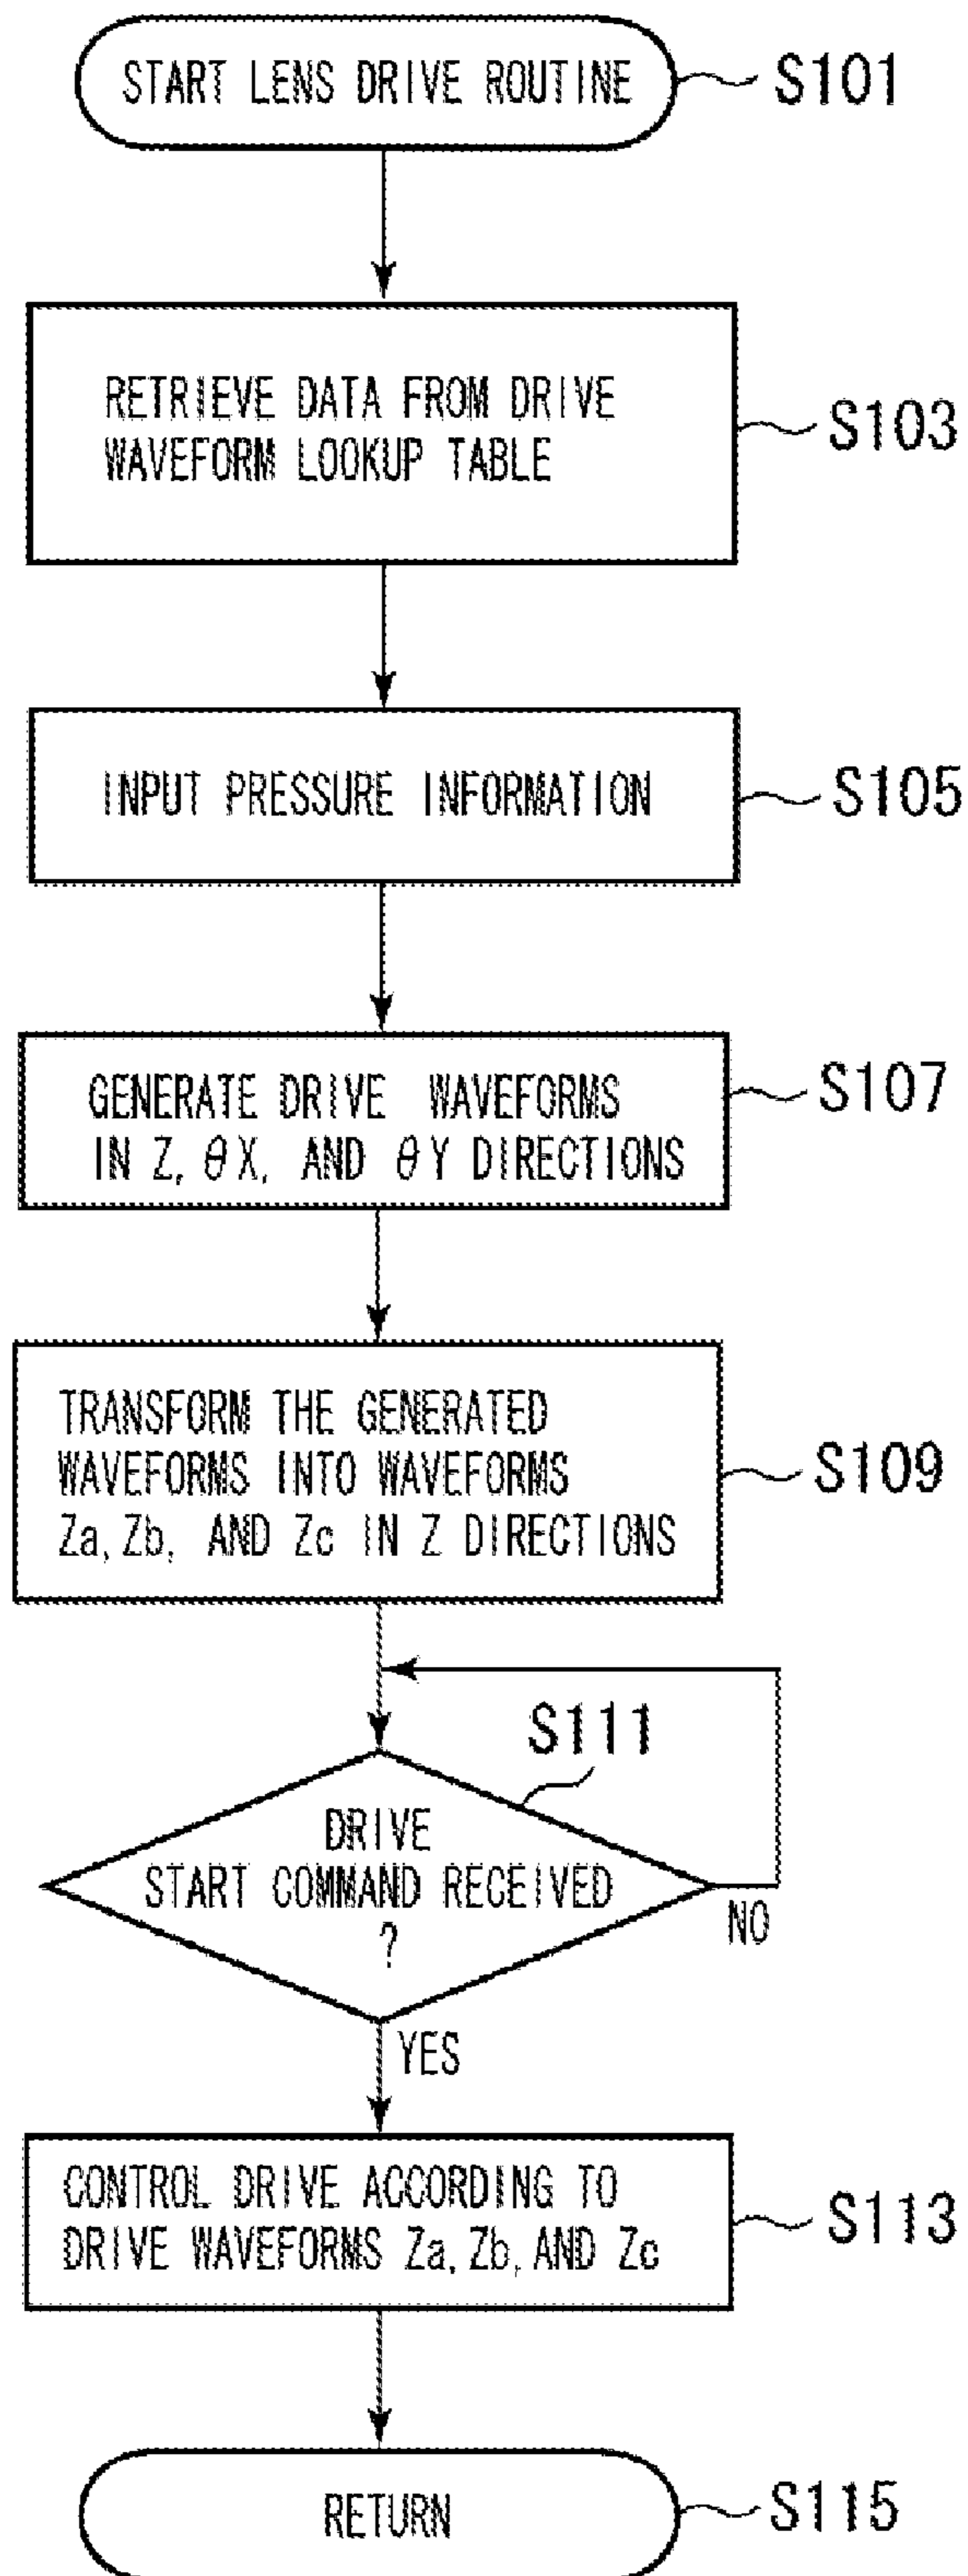 START LENS DRIVE ROUTINE
S101
RETRIEVE DATA FROM DRIVE
WAVEFORM LOOKUP TABLE
S103
INPUT PRESSURE INFORMATION
S105
GENERATE DRIVE WAVEFORMS
IN Z, θX, AND θY DIRECTIONS
S107
TRANSFORM THE GENERATED
WAVEFORMS INTO WAVEFORMS
Za, Zb, AND Zc IN Z DIRECTIONS
S109
S111
DRIVE
START COMMAND RECEIVED
?
NO
YES
CONTROL DRIVE ACCORDING TO
DRIVE WAVEFORMS Za, Zb, AND Zc
S113
RETURN
S115